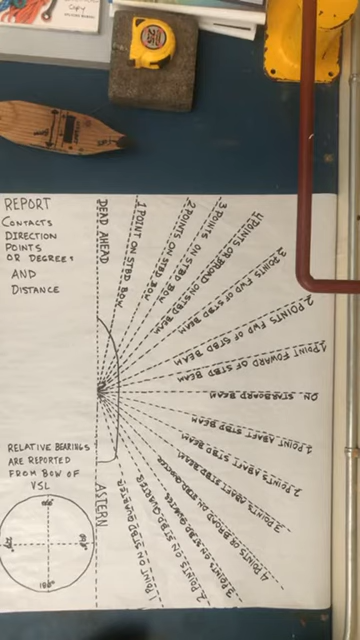 COPY
25
REPORT
CONTACTS
DIRECTION
POINTS
OR DEGREES
AND
DISTANCE
DEAD AHEAD
1 POINT ON STBD BOW
2 POINTS ON STBD BOW
3 POINTS ON STBD BOW
4 POINTS OR BROAD ON STBD BOW
3 POINTS FWD OF STBD BEAM
2 POINTS FWD OF STBD BEAM
1 POINT FOWARD OF STBD BEAM
ON STARBOARD BEAM
1 POINT ABAFT STBD BEAM
2 POINTS ABAFT STBD BEAM
3 POINTS ABAFT STBD BEAM
4 POINTS OR BROAD ON STBD QUARTER
3 POINTS ON STBD QUARTER
2 POINTS ON STBD QUARTER
1 POINT ON STBD QUARTER
ASTERN
RELATIVE BEARINGS
ARE REPORTED
FROM BOW OF
VSL
000°
270°
090°
180°